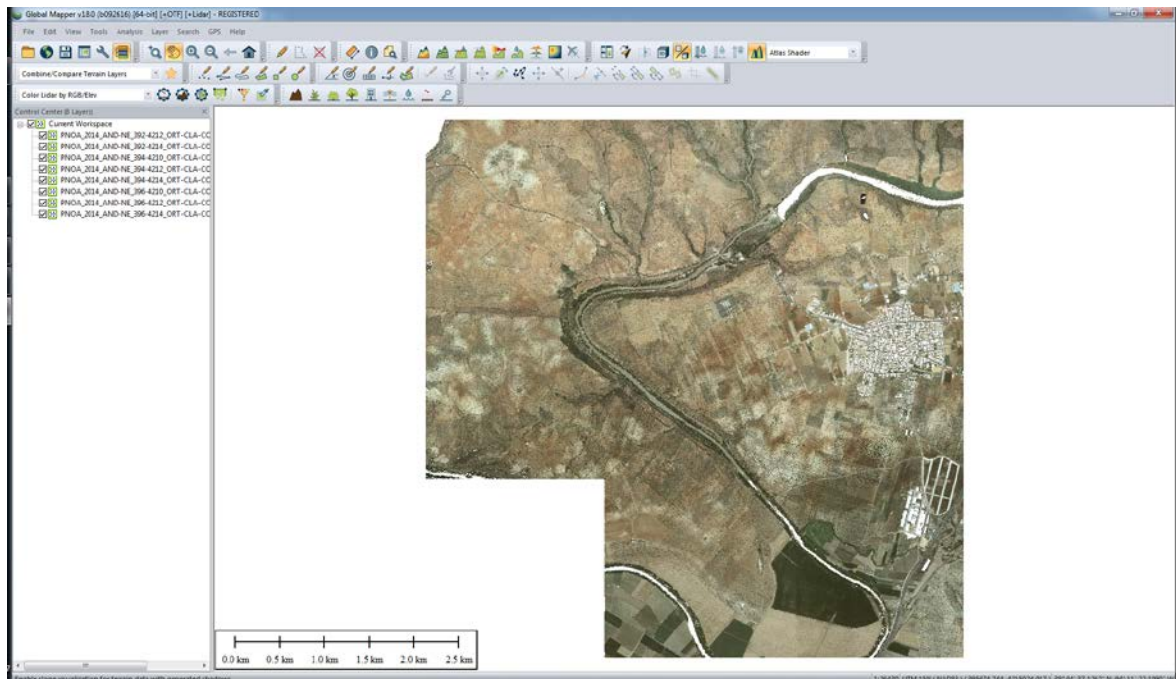 Global Mapper v18.0 (b092616) [64-bit] [+OTF] [+Lidar] - REGISTERED
File Edit View Tools Analysis Layer Search GPS Help
Atlas Shader
Combine/Compare Terrain Layers
Color Lidar by RGB/Elev
Control Center (8 Layers)
Current Workspace
PNOA_2014_AND-NE_392-4212_ORT-CLA-CC
PNOA_2014_AND-NE_392-4214_ORT-CLA-CC
PNOA_2014_AND-NE_394-4210_ORT-CLA-CC
PNOA_2014_AND-NE_394-4212_ORT-CLA-CC
PNOA_2014_AND-NE_394-4214_ORT-CLA-CC
PNOA_2014_AND-NE_396-4210_ORT-CLA-CC
PNOA_2014_AND-NE_396-4212_ORT-CLA-CC
PNOA_2014_AND-NE_396-4214_ORT-CLA-CC
0.0 km 0.5 km 1.0 km 1.5 km 2.0 km 2.5 km